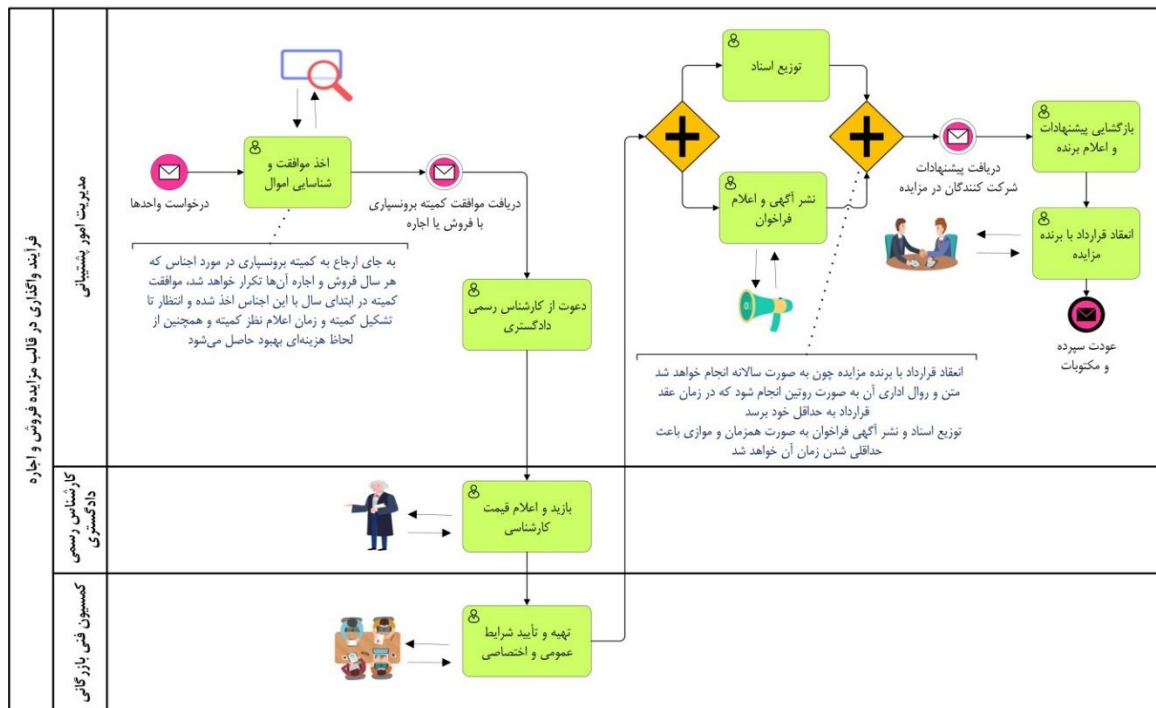 فرآیند واگذاری در قالب مزایده فروش و اجاره
مدیریت امور پشتیبانی
درخواست واحدها
اخذ موافقت و
شناسایی اموال
دریافت موافقت کمیته برونسپاری
با فروش یا اجاره
به جای ارجاع به کمیته برونسپاری در مورد اجناس که
هر سال فروش و اجاره آن‌ها تکرار خواهد شد، موافقت
کمیته در ابتدای سال با این اجناس اخذ شده و انتظار تا
تشکیل کمیته و زمان اعلام نظز کمیته و همچنین از
لحاظ هزینه‌ای بهبود حاصل می‌شود
دعوت از کارشناس رسمی
دادگستری
توزیع اسناد
نشر آگهی و اعلام
فراخوان
دریافت پیشنهادات
شرکت کنندگان در مزایده
بازگشایی پیشنهادات
و اعلام برنده
انعقاد قرارداد با برنده
مزایده
عودت سپرده
و مکتوبات
انعقاد قرارداد با برنده مزایده چون به صورت سالانه انجام خواهد شد
متن و روال اداری آن به صورت روتین انجام شود که در زمان عقد
قرارداد به حداقل خود برسد
توزیع اسناد و نشر آگهی فراخوان به صورت همزمان و موازی باعث
حداقلی شدن زمان آن خواهد شد
کارشناس رسمی
دادگستری
بازید و اعلام قیمت
کارشناسی
کمسیون فنی بازرگانی
تهیه و تأیید شرایط
عمومی و اختصاصی